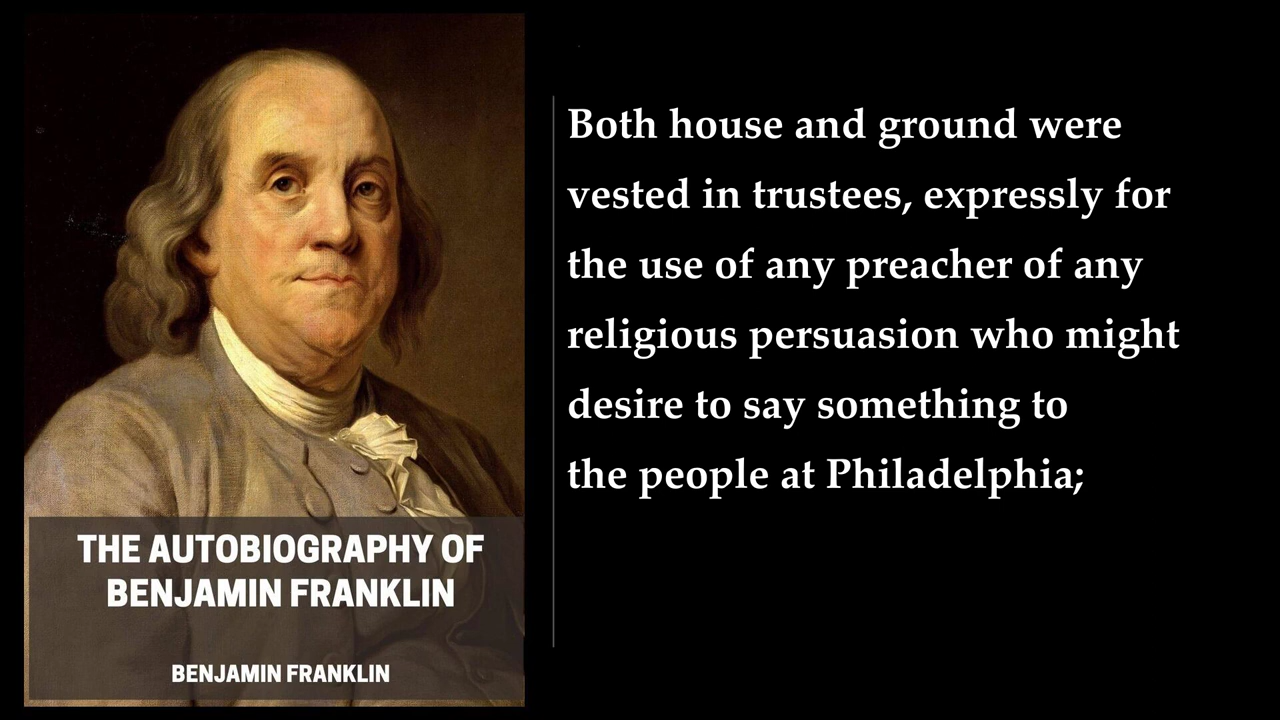 THE AUTOBIOGRAPHY OF
BENJAMIN FRANKLIN
BENJAMIN FRANKLIN
Both house and ground were
vested in trustees, expressly for
the use of any preacher of any
religious persuasion who might
desire to say something to
the people at Philadelphia;